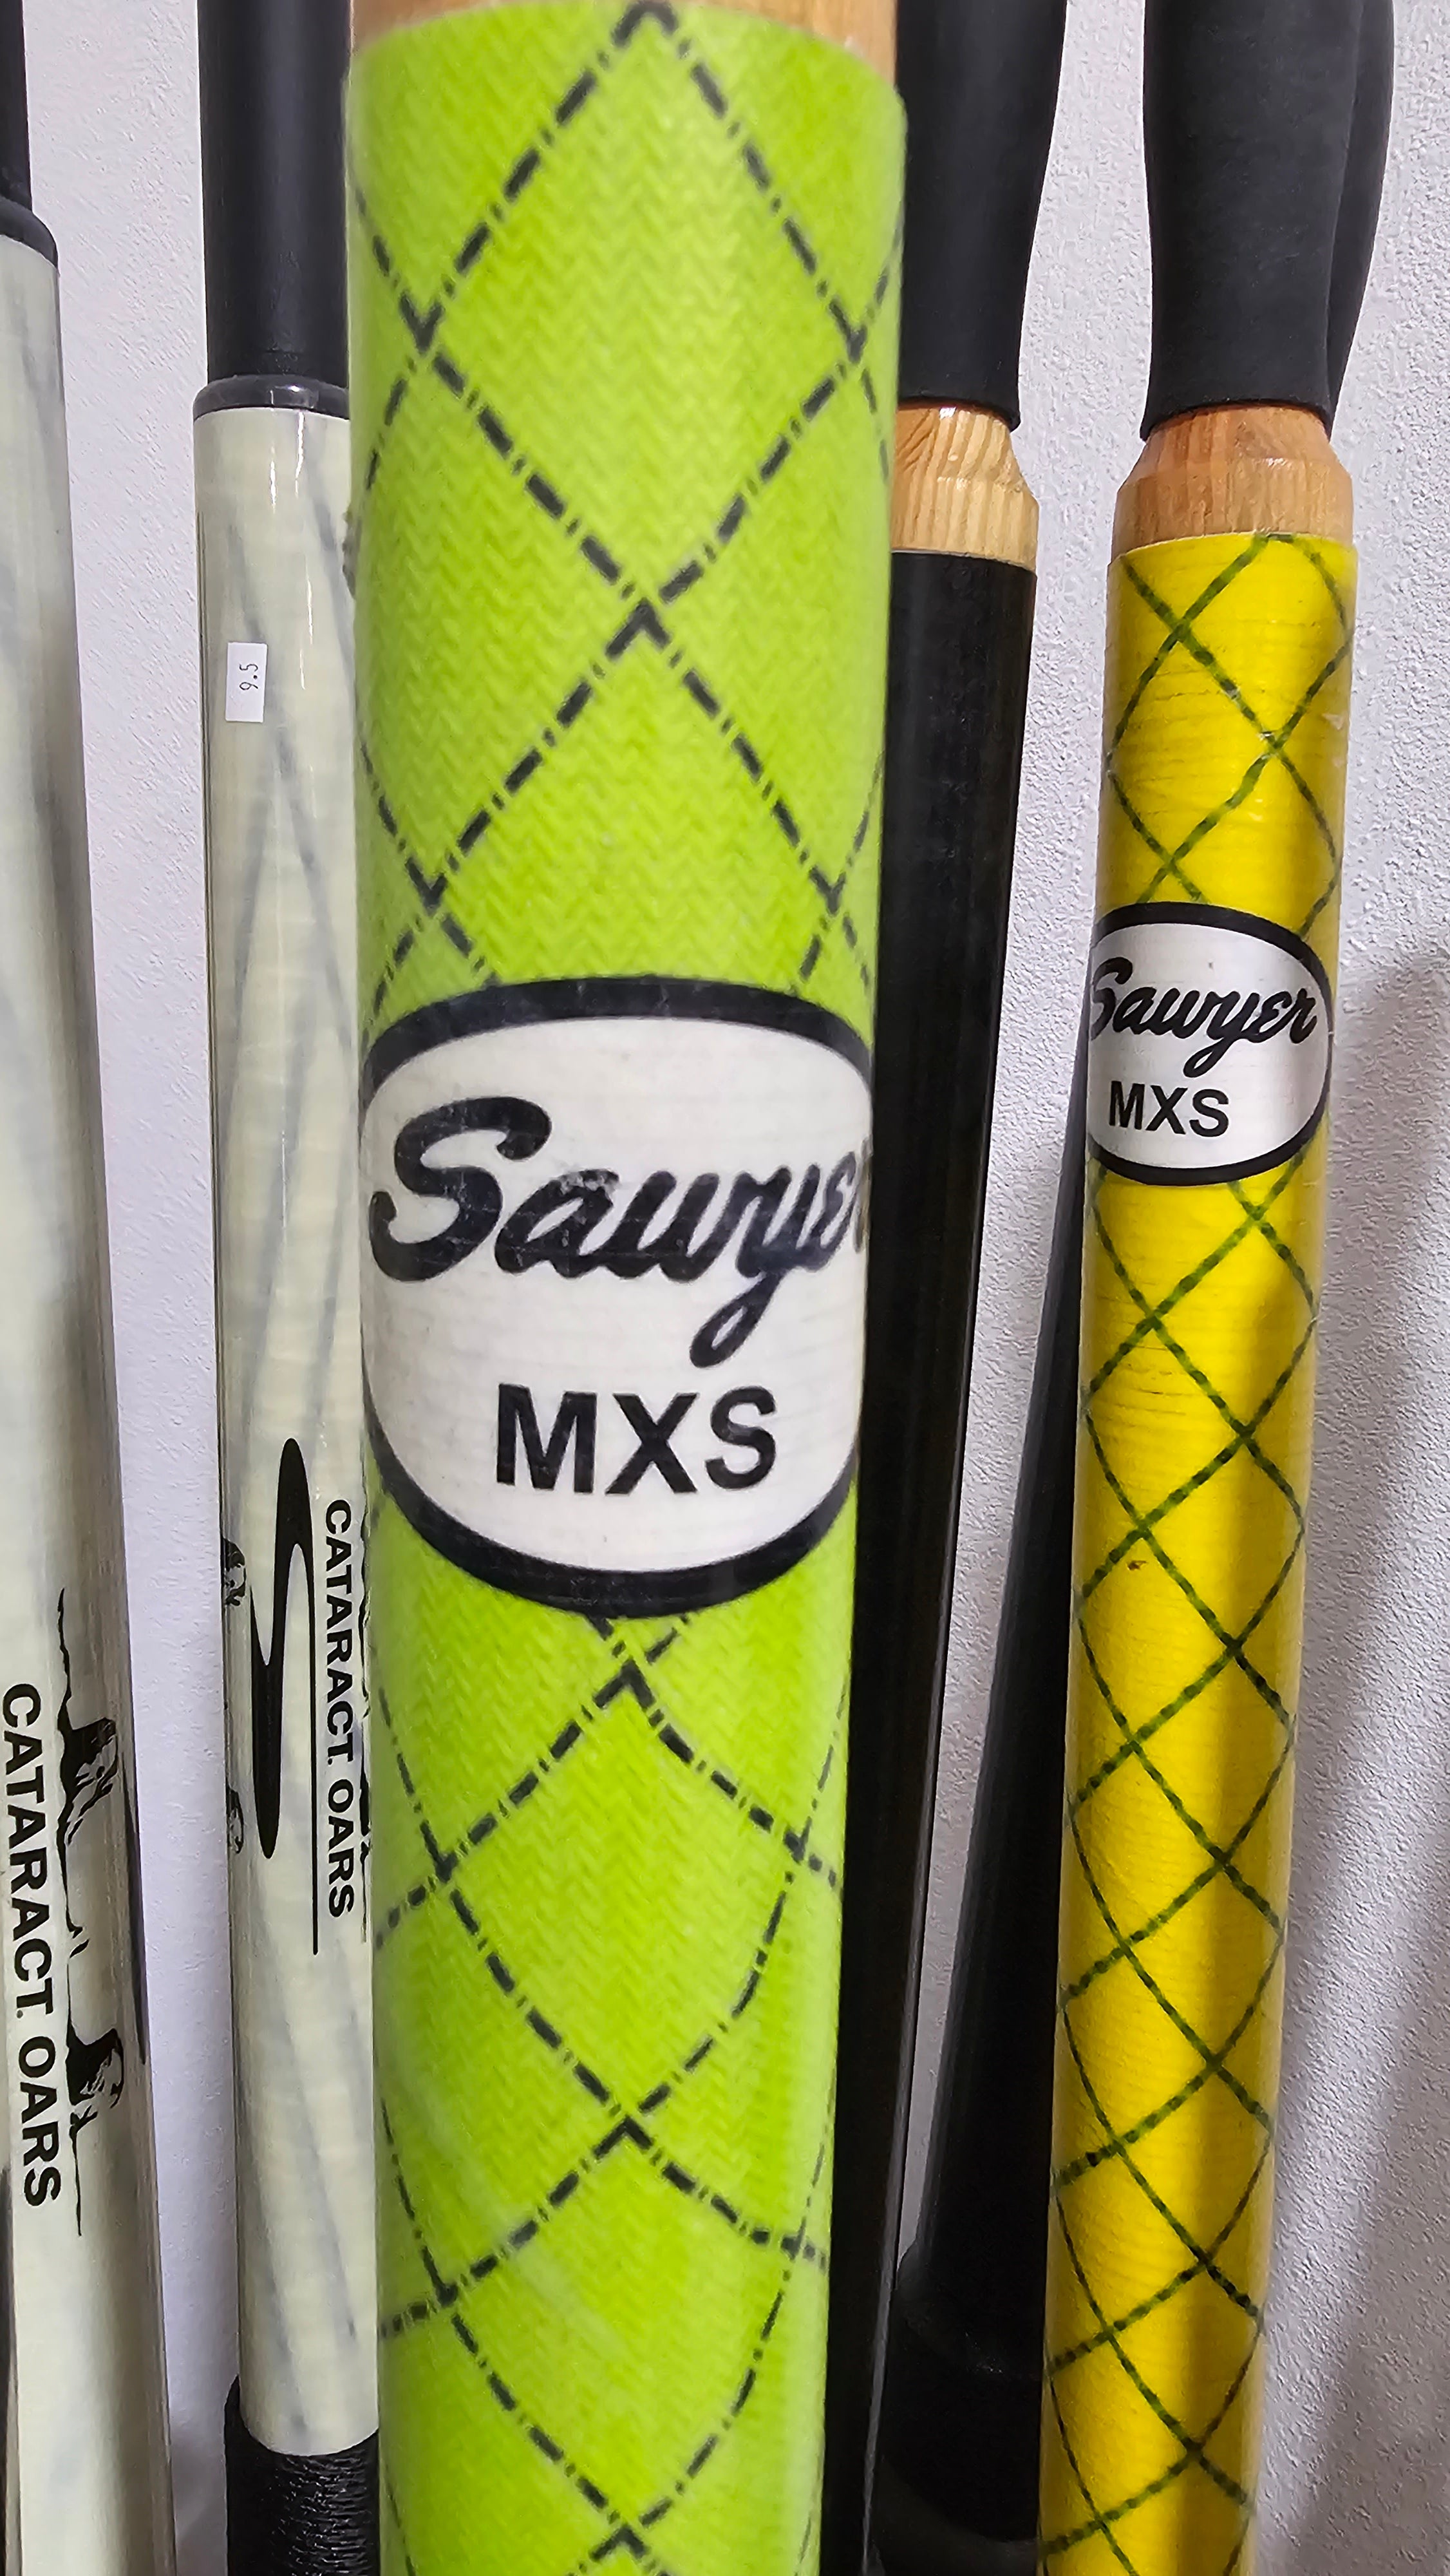 9.5
CATARACT. OARS
CATARACT. OARS
Sawyer
MXS
Sawyer
MXS